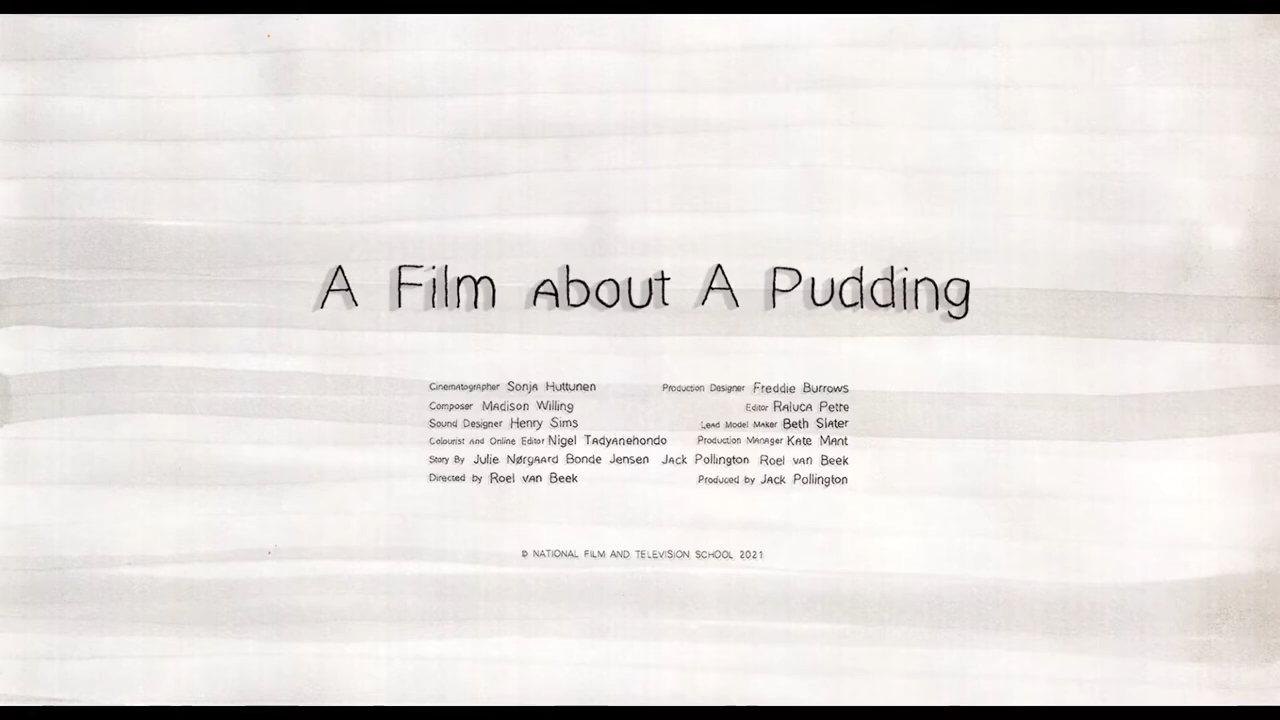 A Film About A Pudding
Cinematographer Sonja Huttunen Production Designer Freddie Burrows
Composer Madison Willing Editor Raluca Petre
Sound Designer Henry Sims Lead Model Maker Beth Slater
Colourist And Online Editor Nigel Tadyanehondo Production Manager Kate Mant
Story By Julie Nørgaard Bonde Jensen Jack Pollington Roel van Beek
Directed by Roel van Beek Produced by Jack Pollington
© NATIONAL FILM AND TELEVISION SCHOOL 2021